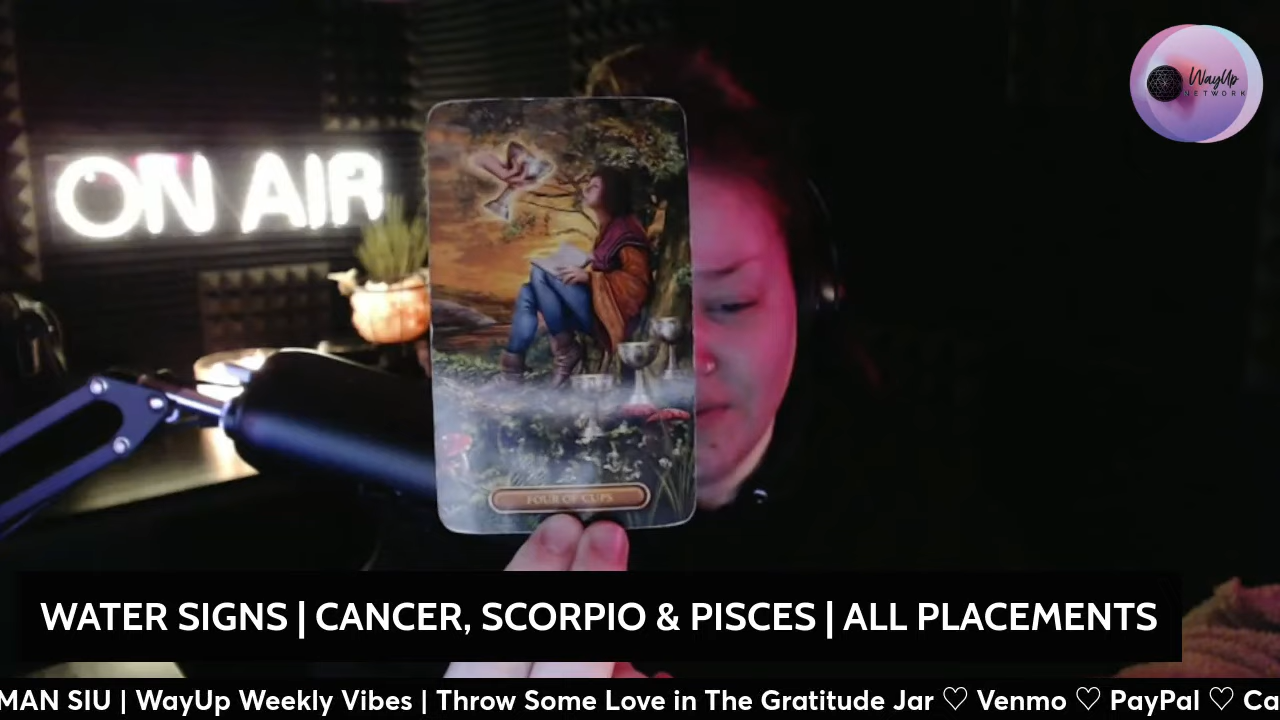 WayUp
NETWORK
ON AIR
FOUR OF CUPS
WATER SIGNS | CANCER, SCORPIO & PISCES | ALL PLACEMENTS
MAN SIU | WayUp Weekly Vibes | Throw Some Love in The Gratitude Jar ♡ Venmo ♡ PayPal ♡ Ca